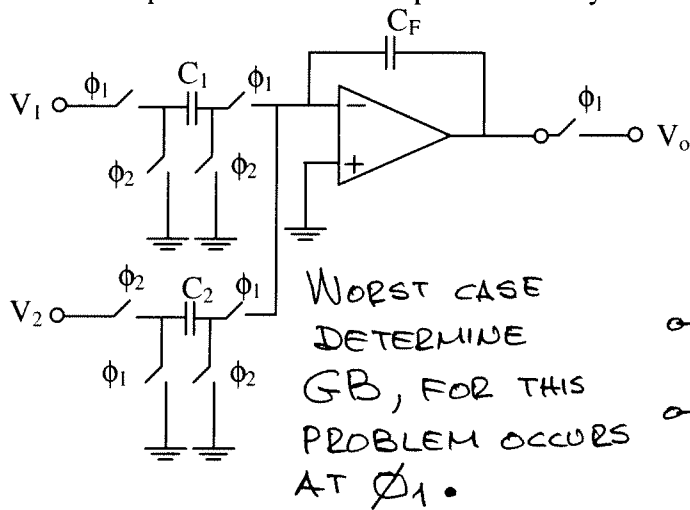 C_F
V_1 ϕ_1 C_1 ϕ_1
− ϕ_1 V_o
ϕ_2 ϕ_2 +
V_2 ϕ_2 C_2 ϕ_1
ϕ_1 ϕ_2
WORST CASE
DETERMINE
GB, FOR THIS
PROBLEM OCCURS
AT Ø_1.